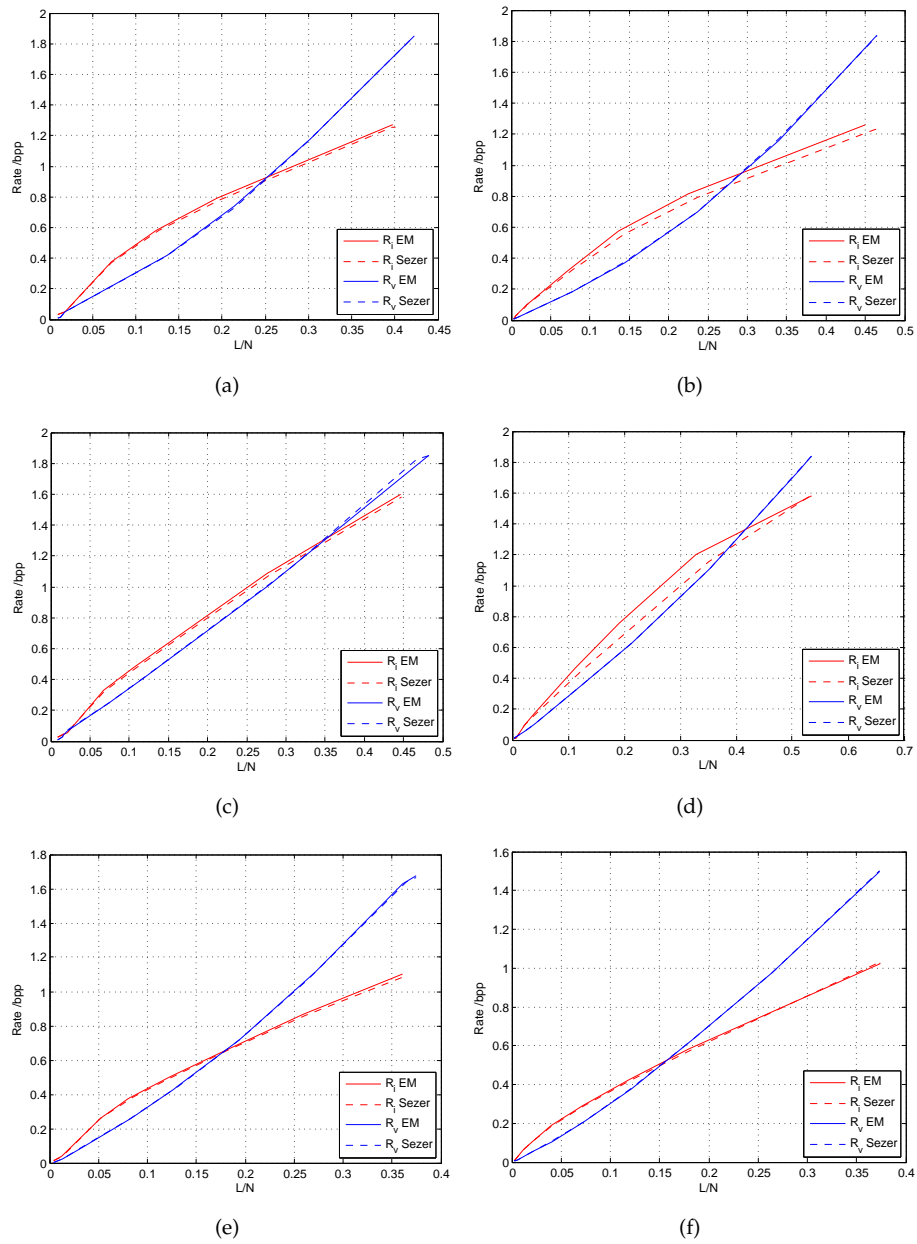 2
1.8
1.6
1.4
1.2
1
0.8
0.6
0.4
0.2
0
Rate /bpp
0 0.05 0.1 0.15 0.2 0.25 0.3 0.35 0.4 0.45
L/N
R_i EM
R_i Sezer
R_v EM
R_v Sezer
(a)
2
1.8
1.6
1.4
1.2
1
0.8
0.6
0.4
0.2
0
Rate /bpp
0 0.05 0.1 0.15 0.2 0.25 0.3 0.35 0.4 0.45 0.5
L/N
R_i EM
R_i Sezer
R_v EM
R_v Sezer
(b)
2
1.8
1.6
1.4
1.2
1
0.8
0.6
0.4
0.2
0
Rate /bpp
0 0.05 0.1 0.15 0.2 0.25 0.3 0.35 0.4 0.45 0.5
L/N
R_i EM
R_i Sezer
R_v EM
R_v Sezer
(c)
2
1.8
1.6
1.4
1.2
1
0.8
0.6
0.4
0.2
0
Rate /bpp
0 0.1 0.2 0.3 0.4 0.5 0.6 0.7
L/N
R_i EM
R_i Sezer
R_v EM
R_v Sezer
(d)
1.8
1.6
1.4
1.2
1
0.8
0.6
0.4
0.2
0
Rate /bpp
0 0.05 0.1 0.15 0.2 0.25 0.3 0.35 0.4
L/N
R_i EM
R_i Sezer
R_v EM
R_v Sezer
(e)
1.6
1.4
1.2
1
0.8
0.6
0.4
0.2
0
Rate /bpp
0 0.05 0.1 0.15 0.2 0.25 0.3 0.35 0.4
L/N
R_i EM
R_i Sezer
R_v EM
R_v Sezer
(f)